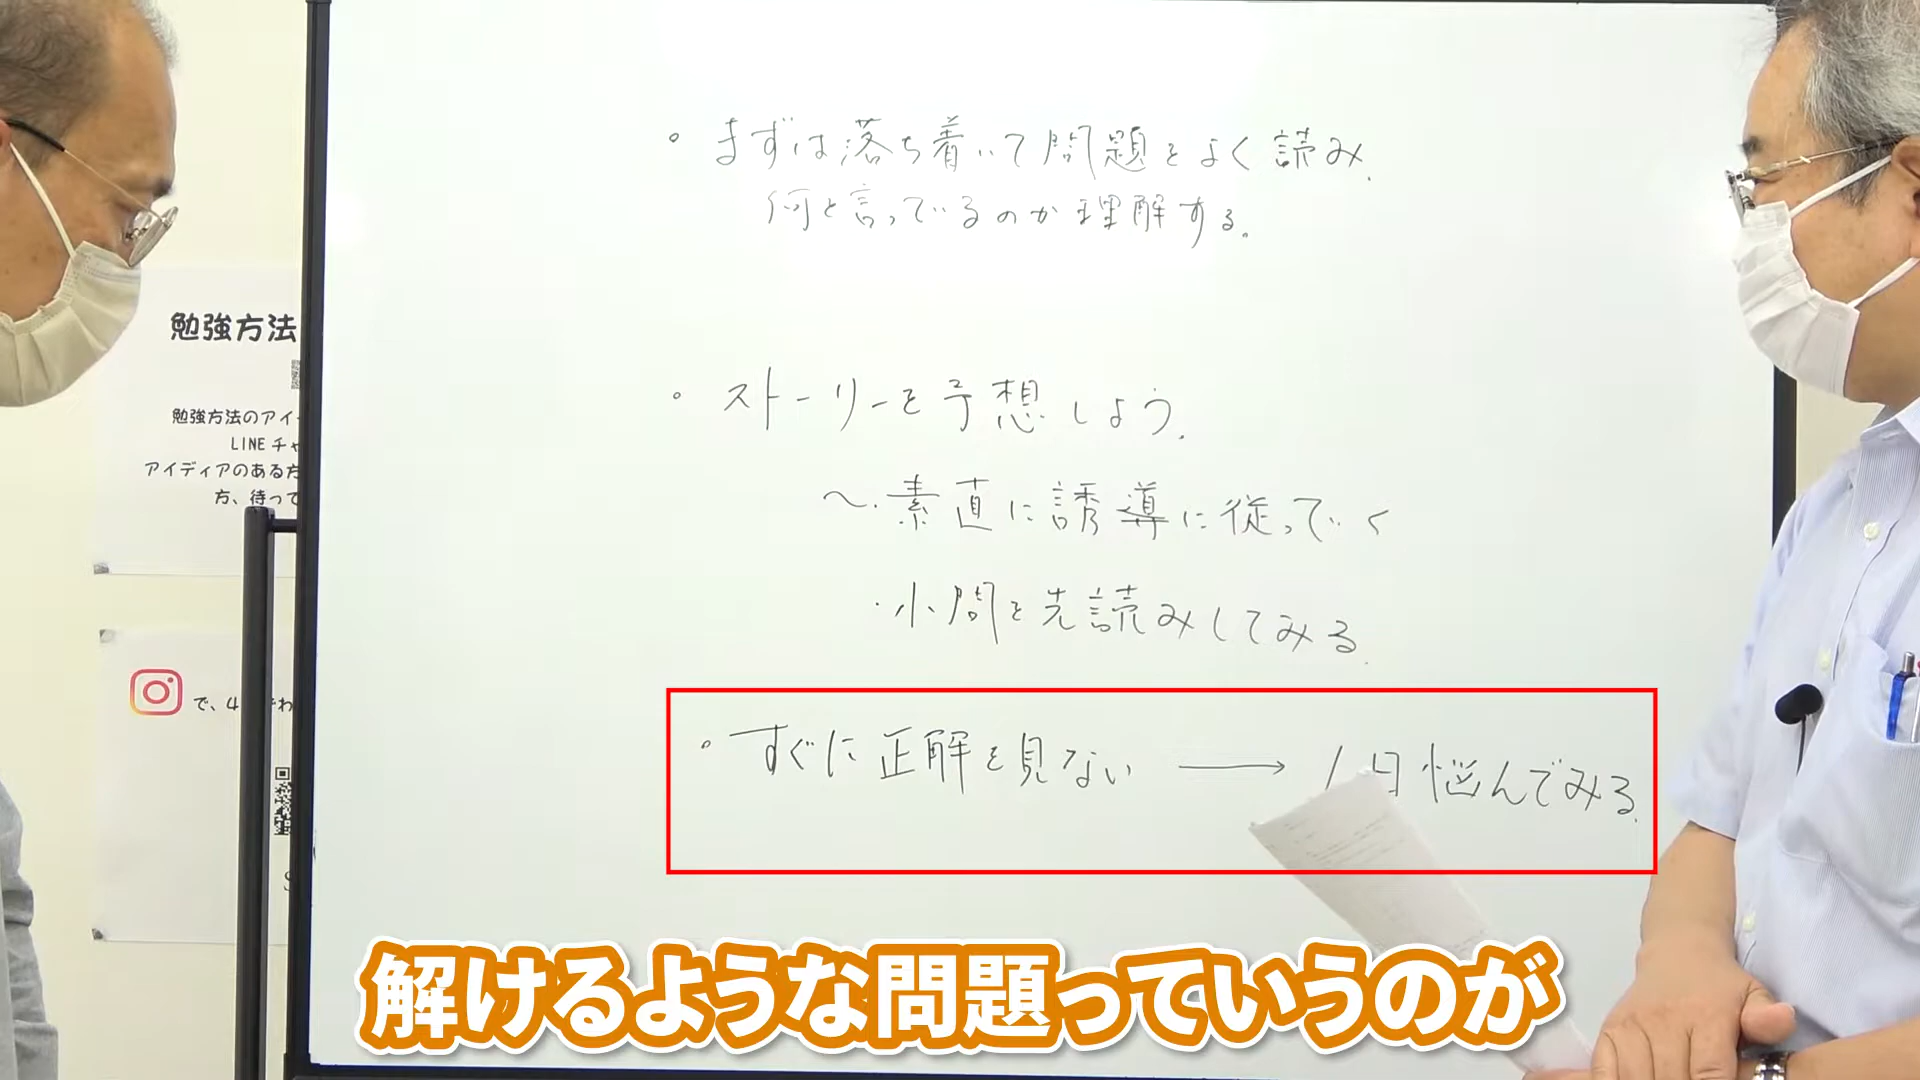 ・まずは落ち着いて問題をよく読み、
何と言っているのか理解する。
・ストーリーを予想しよう。
〜・素直に誘導に従っていく
・小問を先読みしてみる。
・すぐに正解を見ない → 1日悩んでみる。
勉強方法
勉強方法のアイ
LINEチャ
アイディアのある方
方、待って
で、4
解けるような問題っていうのが